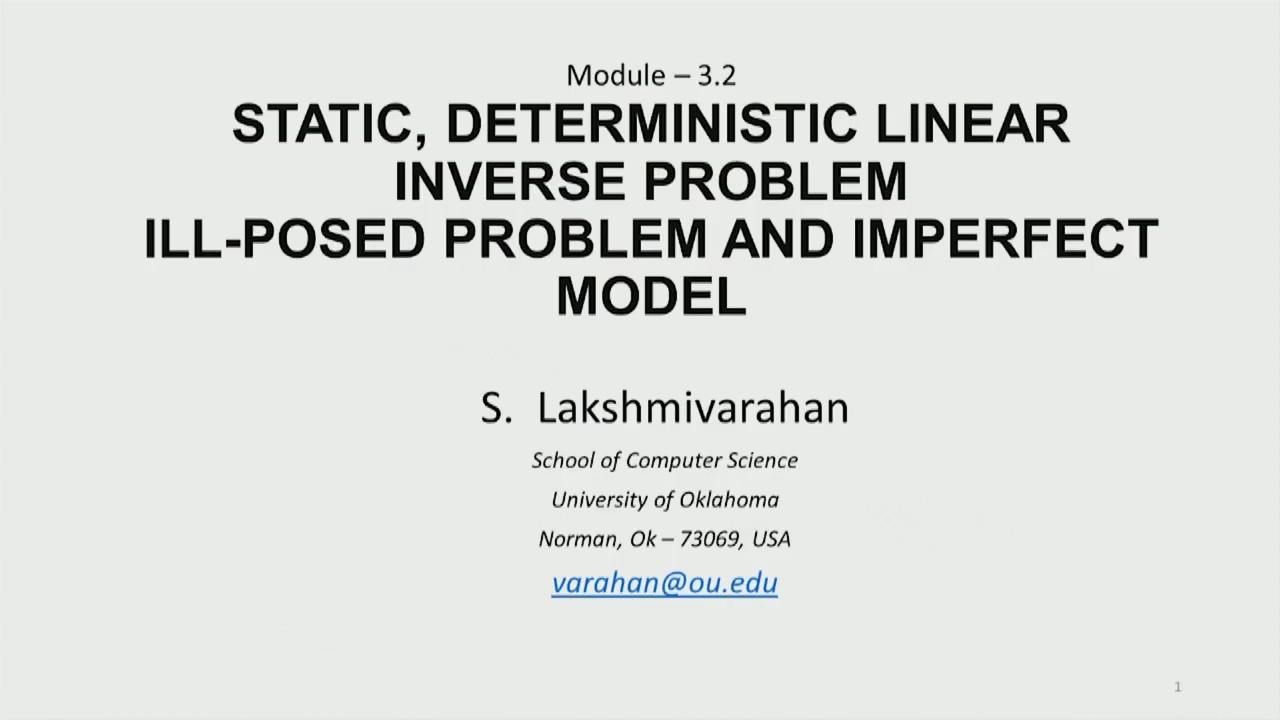 Module – 3.2
STATIC, DETERMINISTIC LINEAR
INVERSE PROBLEM
ILL-POSED PROBLEM AND IMPERFECT
MODEL
S. Lakshmivarahan
School of Computer Science
University of Oklahoma
Norman, Ok – 73069, USA
varahan@ou.edu
1